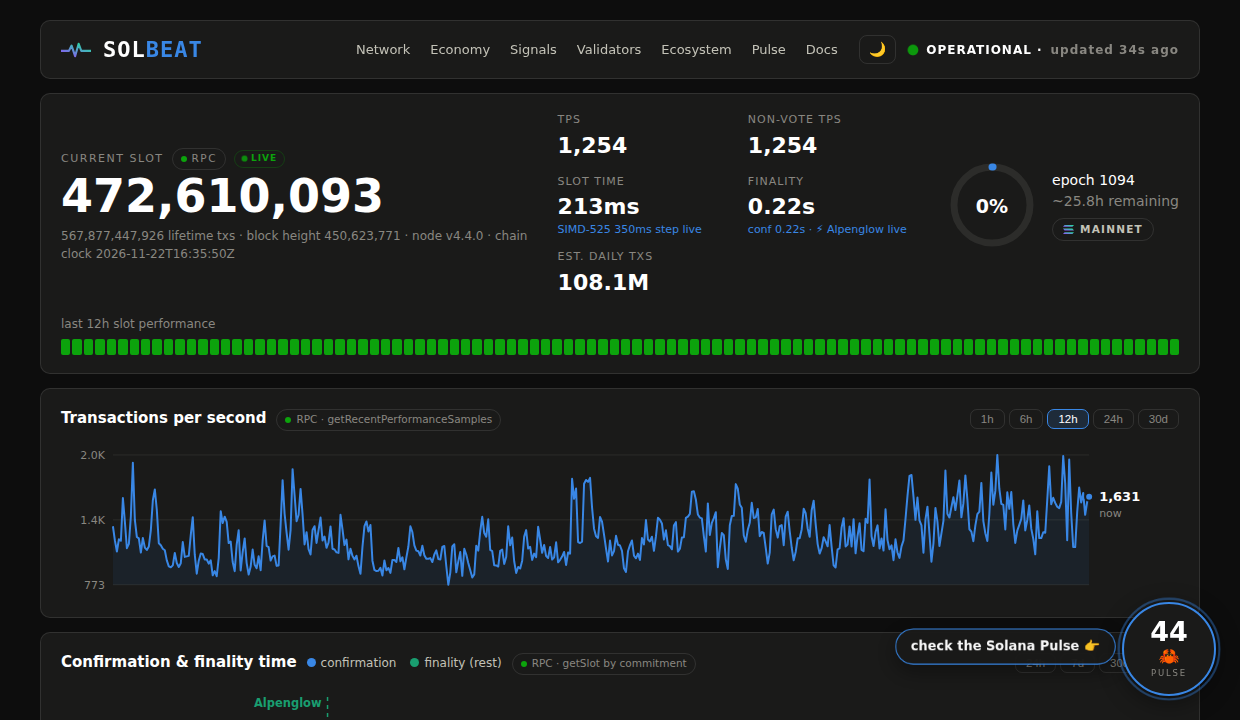 SOLBEAT
Network Economy Signals Validators Ecosystem Pulse Docs
OPERATIONAL · updated 34s ago
CURRENT SLOT RPC LIVE
472,610,093
567,877,447,926 lifetime txs · block height 450,623,771 · node v4.4.0 · chain
clock 2026-11-22T16:35:50Z
TPS
1,254
NON-VOTE TPS
1,254
SLOT TIME
213ms
SIMD-525 350ms step live
FINALITY
0.22s
conf 0.22s · ⚡ Alpenglow live
EST. DAILY TXS
108.1M
0%
epoch 1094
~25.8h remaining
MAINNET
last 12h slot performance
Transactions per second RPC · getRecentPerformanceSamples
1h 6h 12h 24h 30d
2.0K
1.4K
773
1,631
now
Confirmation & finality time confirmation finality (rest) RPC · getSlot by commitment
Alpenglow
check the Solana Pulse 👉
44
🦀
PULSE